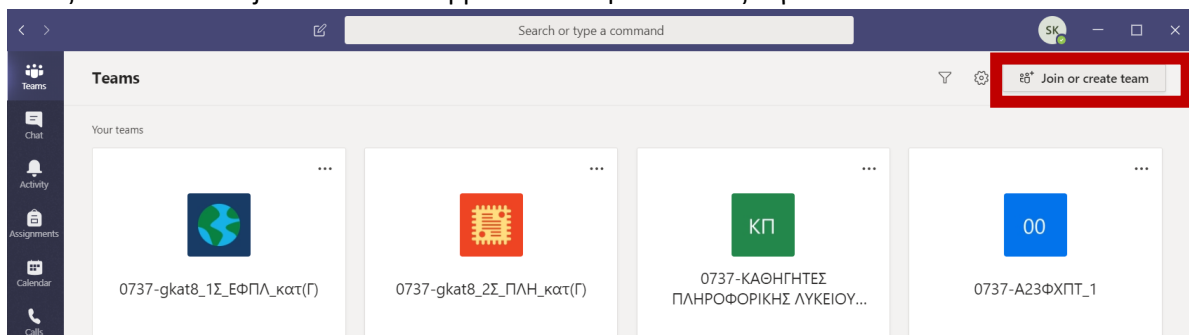 Search or type a command
SK
Teams
Teams
Join or create team
Chat
Your teams
Activity
ΚΠ
00
Assignments
Calendar
0737-gkat8_1Σ_ΕΦΠΛ_κατ(Γ)
0737-gkat8_2Σ_ΠΛΗ_κατ(Γ)
0737-ΚΑΘΗΓΗΤΕΣ
ΠΛΗΡΟΦΟΡΙΚΗΣ ΛΥΚΕΙΟΥ...
0737-Α23ΦΧΠΤ_1
Calls